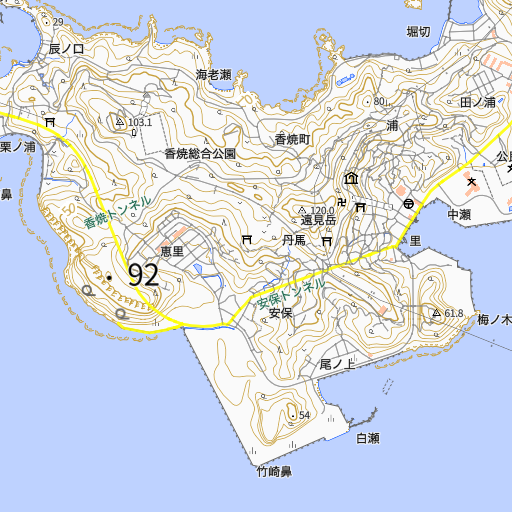 29
堀切
辰ノ口
海老瀬
80
田ノ浦
103.1
浦
栗ノ浦
香焼町
香焼総合公園
公民
鼻
香焼トンネル
120.0
遠見岳
中瀬
恵里
丹馬
里
92
安保トンネル
安保
61.8
梅ノ木
尾ノ上
54
白瀬
竹崎鼻